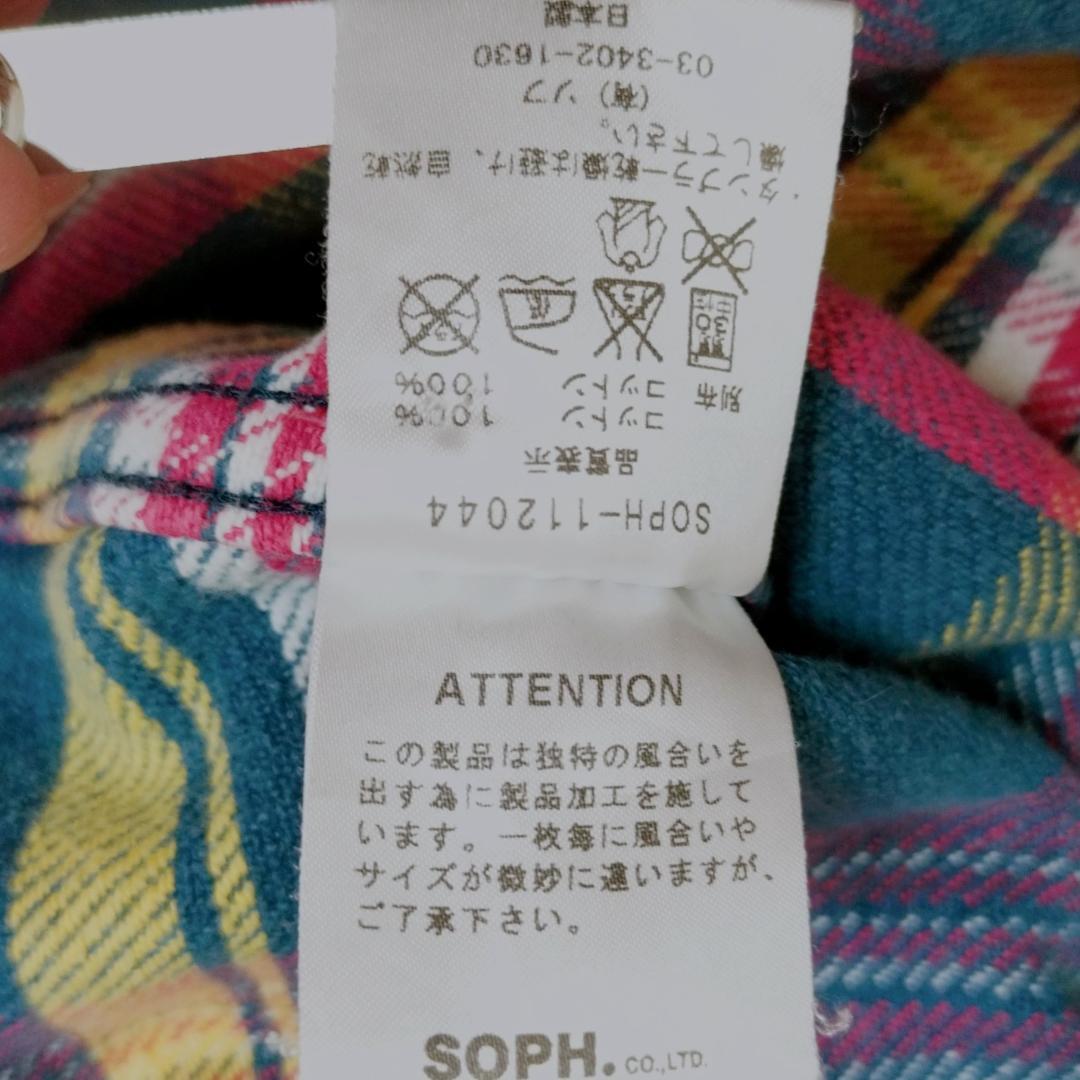 SOPH-112044
品質表示
コットン 100%
別布 コットン 100%
・タンブラー乾燥は避け、自然乾
燥して下さい。
(有) ソフ
03-3402-1630
日本製
ATTENTION
この製品は独特の風合いを
出す為に製品加工を施して
います。一枚毎に風合いや
サイズが微妙に違いますが、
ご了承下さい。
SOPH. CO.,LTD.